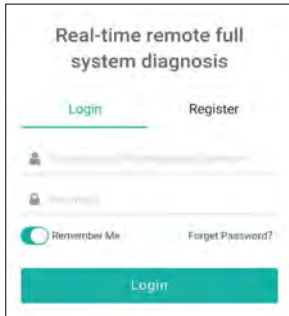 Real-time remote full
system diagnosis
Login Register
Remember Me Forget Password?
Login